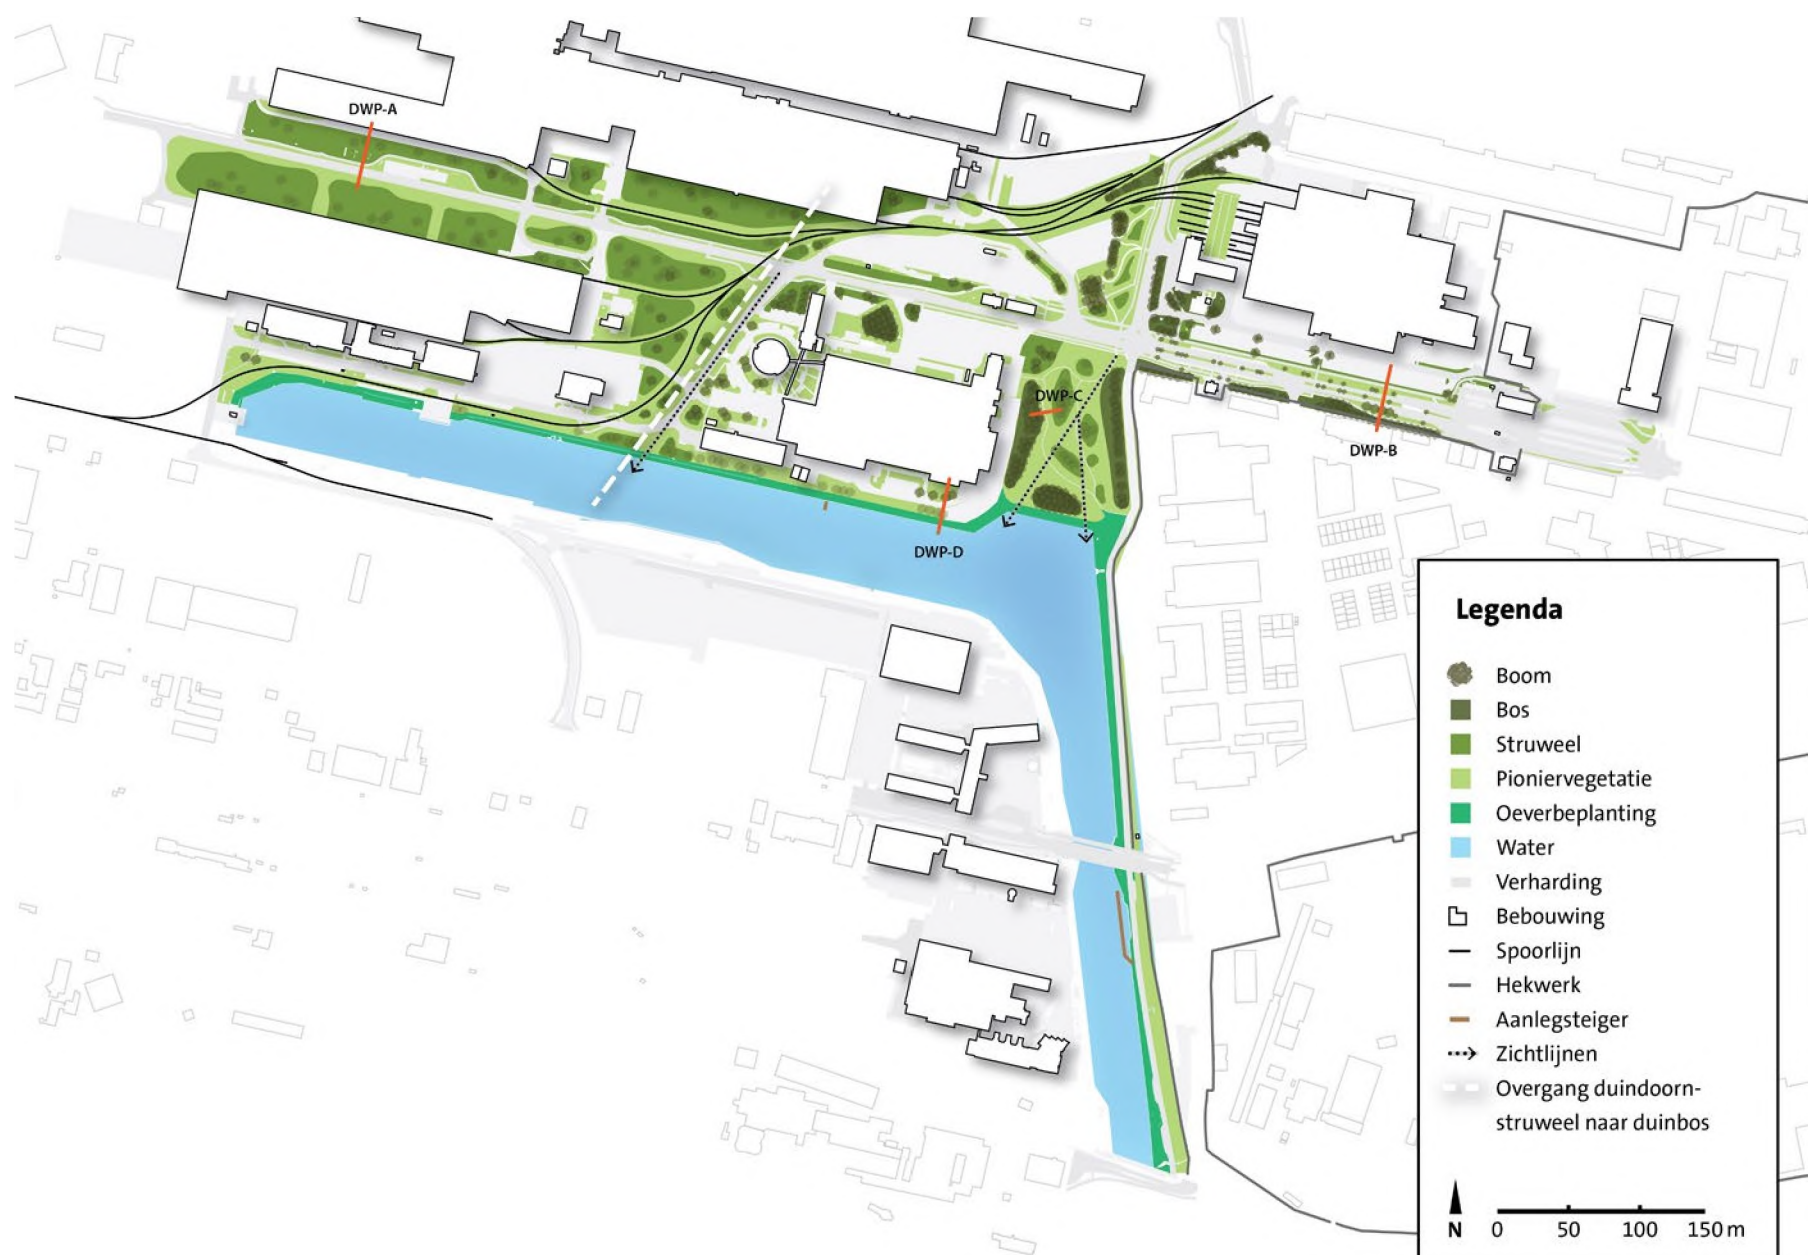 DWP-A
DWP-C
DWP-B
DWP-D
Legenda
Boom
Bos
Struweel
Pioniervegetatie
Oeverbeplanting
Water
Verharding
Bebouwing
Spoorlijn
Hekwerk
Aanlegsteiger
Zichtlijnen
Overgang duindoorn-
struweel naar duinbos
N 0 50 100 150 m